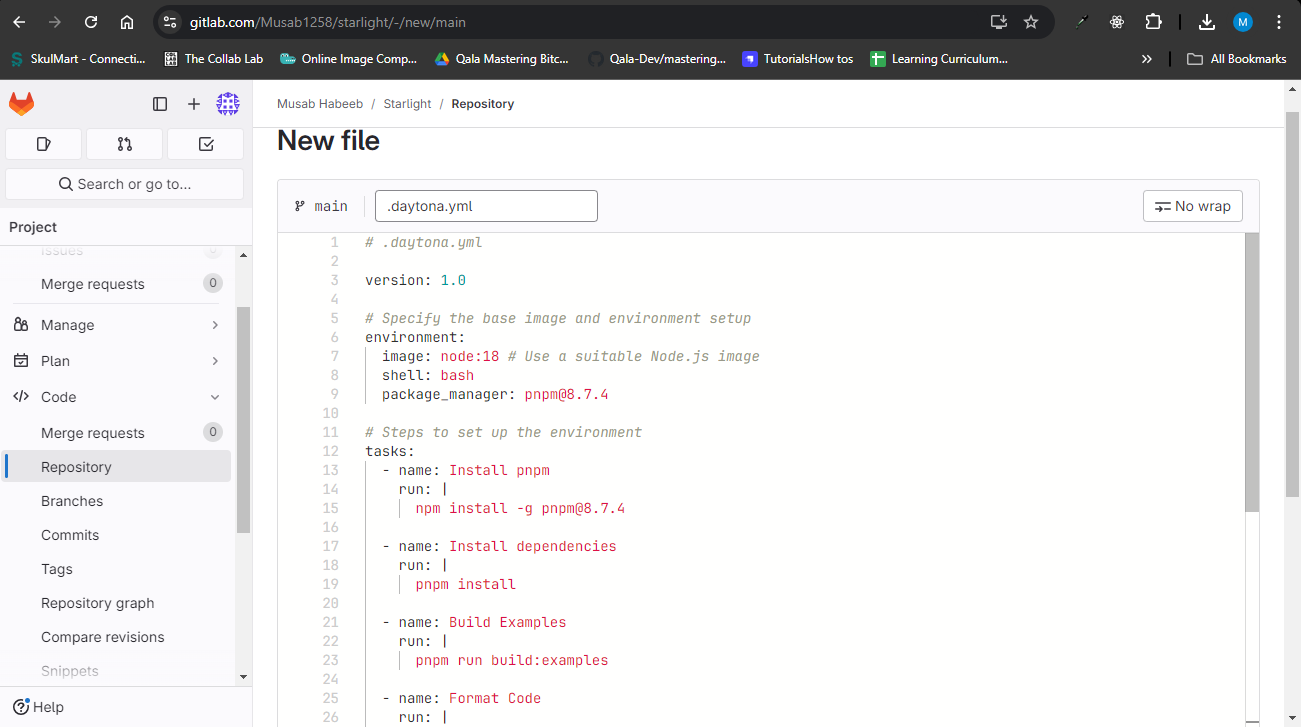 gitlab.com/Musab1258/starlight/-/new/main
M
SkulMart - Connecti...
The Collab Lab
Online Image Comp...
Qala Mastering Bitc...
Qala-Dev/mastering...
TutorialsHow tos
Learning Curriculum...
All Bookmarks
Musab Habeeb / Starlight / Repository
Search or go to...
Project
Issues 0
Merge requests 0
Manage
Plan
Code
Merge requests 0
Repository
Branches
Commits
Tags
Repository graph
Compare revisions
Snippets
Help
New file
main
.daytona.yml
No wrap
1 # .daytona.yml
2
3 version: 1.0
4
5 # Specify the base image and environment setup
6 environment:
7 image: node:18 # Use a suitable Node.js image
8 shell: bash
9 package_manager: pnpm@8.7.4
10
11 # Steps to set up the environment
12 tasks:
13 - name: Install pnpm
14 run: |
15 npm install -g pnpm@8.7.4
16
17 - name: Install dependencies
18 run: |
19 pnpm install
20
21 - name: Build Examples
22 run: |
23 pnpm run build:examples
24
25 - name: Format Code
26 run: |